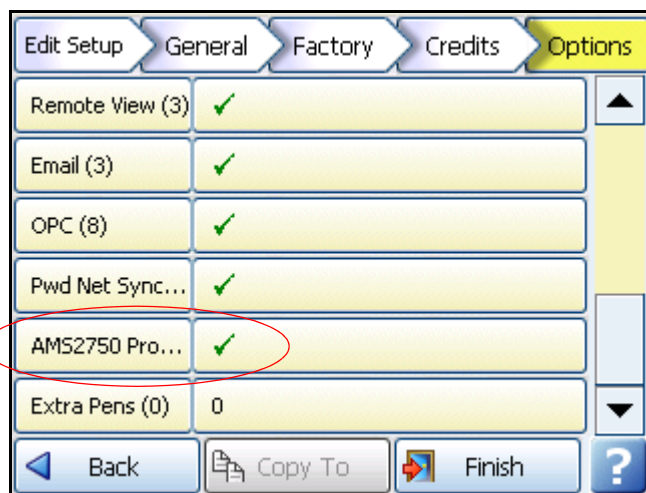 Edit Setup General Factory Credits Options
Remote View (3)
Email (3)
OPC (8)
Pwd Net Sync...
AMS2750 Pro...
Extra Pens (0) 0
Back Copy To Finish ?